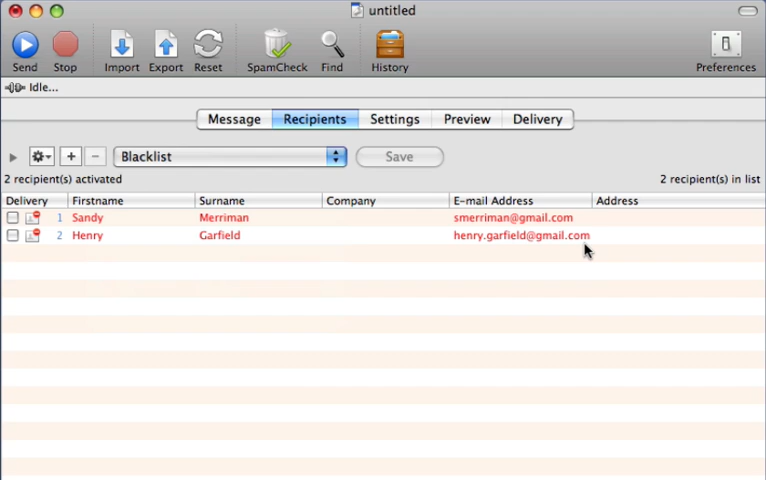 untitled
Send Stop Import Export Reset SpamCheck Find History Preferences
Idle...
Message Recipients Settings Preview Delivery
Blacklist Save
2 recipient(s) activated 2 recipient(s) in list
Delivery Firstname Surname Company E-mail Address Address
1 Sandy Merriman smerriman@gmail.com
2 Henry Garfield henry.garfield@gmail.com